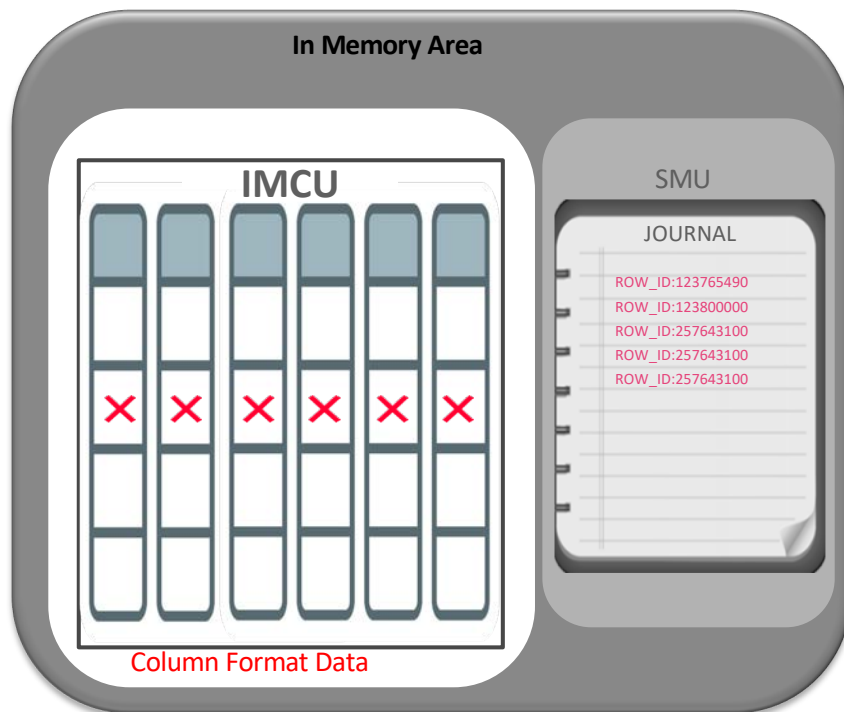 In Memory Area
IMCU
Column Format Data
SMU
JOURNAL
ROW_ID:123765490
ROW_ID:123800000
ROW_ID:257643100
ROW_ID:257643100
ROW_ID:257643100